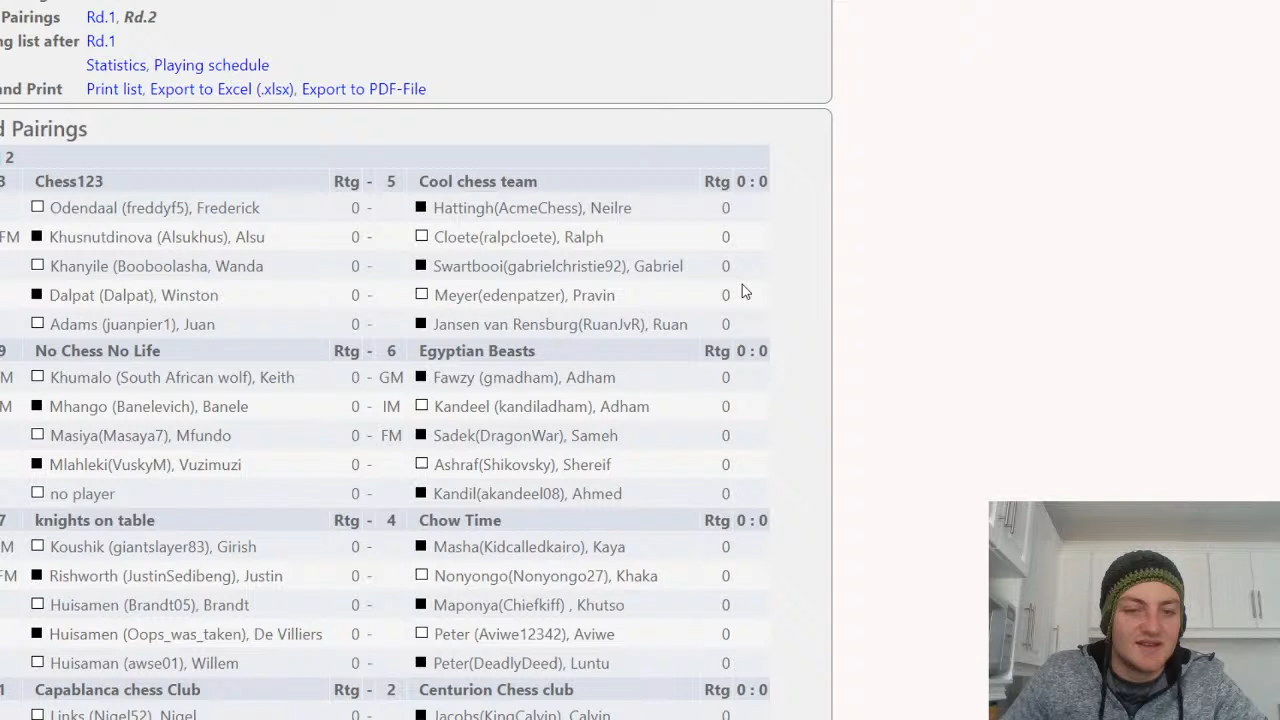 Pairings Rd.1, Rd.2
ng list after Rd.1
Statistics, Playing schedule
and Print Print list, Export to Excel (.xlsx), Export to PDF-File
d Pairings
2
3 Chess123 Rtg - 5 Cool chess team Rtg 0 : 0
Odendaal (freddyf5), Frederick 0 - Hattingh(AcmeChess), Neilre 0
FM Khusnutdinova (Alsukhus), Alsu 0 - Cloete(ralpcloete), Ralph 0
Khanyile (Booboolasha, Wanda 0 - Swartbooi(gabrielchristie92), Gabriel 0
Dalpat (Dalpat), Winston 0 - Meyer(edenpatzer), Pravin 0
Adams (juanpier1), Juan 0 - Jansen van Rensburg(RuanJvR), Ruan 0
9 No Chess No Life Rtg - 6 Egyptian Beasts Rtg 0 : 0
M Khumalo (South African wolf), Keith 0 - GM Fawzy (gmadham), Adham 0
M Mhango (Banelevich), Banele 0 - IM Kandeel (kandiladham), Adham 0
Masiya(Masaya7), Mfundo 0 - FM Sadek(DragonWar), Sameh 0
Mlahleki(VuskyM), Vuzimuzi 0 - Ashraf(Shikovsky), Shereif 0
no player 0 - Kandil(akandeel08), Ahmed 0
7 knights on table Rtg - 4 Chow Time Rtg 0 : 0
M Koushik (giantslayer83), Girish 0 - Masha(Kidcalledkairo), Kaya 0
FM Rishworth (JustinSedibeng), Justin 0 - Nonyongo(Nonyongo27), Khaka 0
Huisamen (Brandt05), Brandt 0 - Maponya(Chiefkiff) , Khutso 0
Huisamen (Oops_was_taken), De Villiers 0 - Peter (Aviwe12342), Aviwe 0
Huisaman (awse01), Willem 0 - Peter(DeadlyDeed), Luntu 0
1 Capablanca chess Club Rtg - 2 Centurion Chess club Rtg 0 : 0
Links (Nigel52), Nigel 0 - Jacobs(KingCalvin), Calvin 0